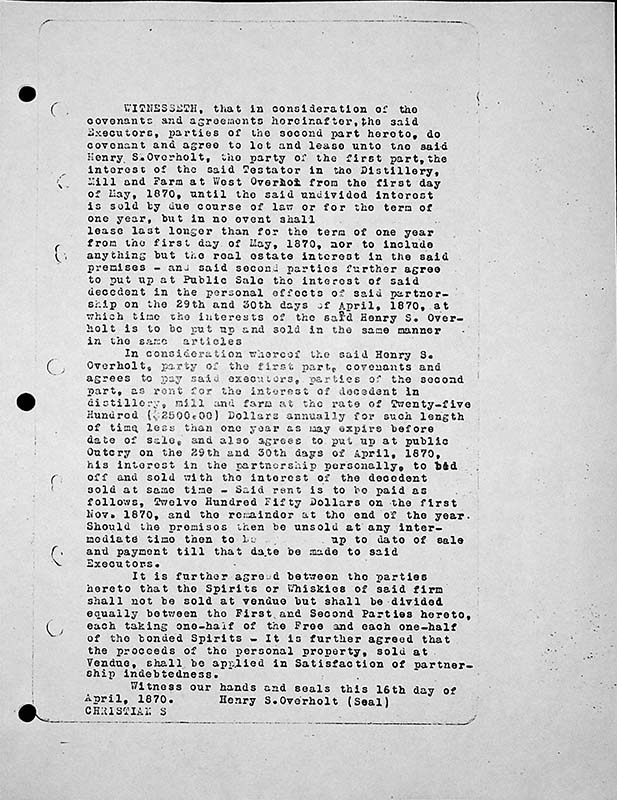 WITNESSETH, that in consideration of the
covenants and agreements hereinafter,the said
Executors, parties of the second part hereto, do
covenant and agree to let and lease unto the said
Henry S.Overholt, the party of the first part,the
interest of the said Testator in the Distillery,
Mill and Farm at West Overhol from the first day
of May, 1870, until the said undivided interest
is sold by due course of law or for the term of
one year, but in no event shall
lease last longer than for the term of one year
from the first day of May, 1870, nor to include
anything but the real estate interest in the said
premises - and said second parties further agree
to put up at Public Sale the interest of said
decedent in the personal effects of said partner-
ship on the 29th and 30th days of April, 1870, at
which time the interests of the said Henry S. Over-
holt is to be put up and sold in the same manner
in the same articles
In consideration whereof the said Henry S.
Overholt, party of the first part, covenants and
agrees to pay said executors, parties of the second
part, as rent for the interest of decedent in
distillery, mill and farm at the rate of Twenty-five
Hundred ($2500.00) Dollars annually for such length
of time less than one year as may expire before
date of sale, and also agrees to put up at public
Outcry on the 29th and 30th days of April, 1870,
his interest in the partnership personally, to bid
off and sold with the interest of the decedent
sold at same time - Said rent is to be paid as
follows, Twelve Hundred Fifty Dollars on the first
Nov. 1870, and the remainder at the end of the year.
Should the premises then be unsold at any inter-
mediate time then to be up to date of sale
and payment till that date be made to said
Executors.
It is further agreed between the parties
hereto that the Spirits or Whiskies of said firm
shall not be sold at vendue but shall be divided
equally between the First and Second Parties hereto,
each taking one-half of the Free and each one-half
of the bonded Spirits - It is further agreed that
the proceeds of the personal property, sold at
Vendue, shall be applied in Satisfaction of partner-
ship indebtedness.
Witness our hands and seals this 16th day of
April, 1870. Henry S.Overholt (Seal)
CHRISTIAN S